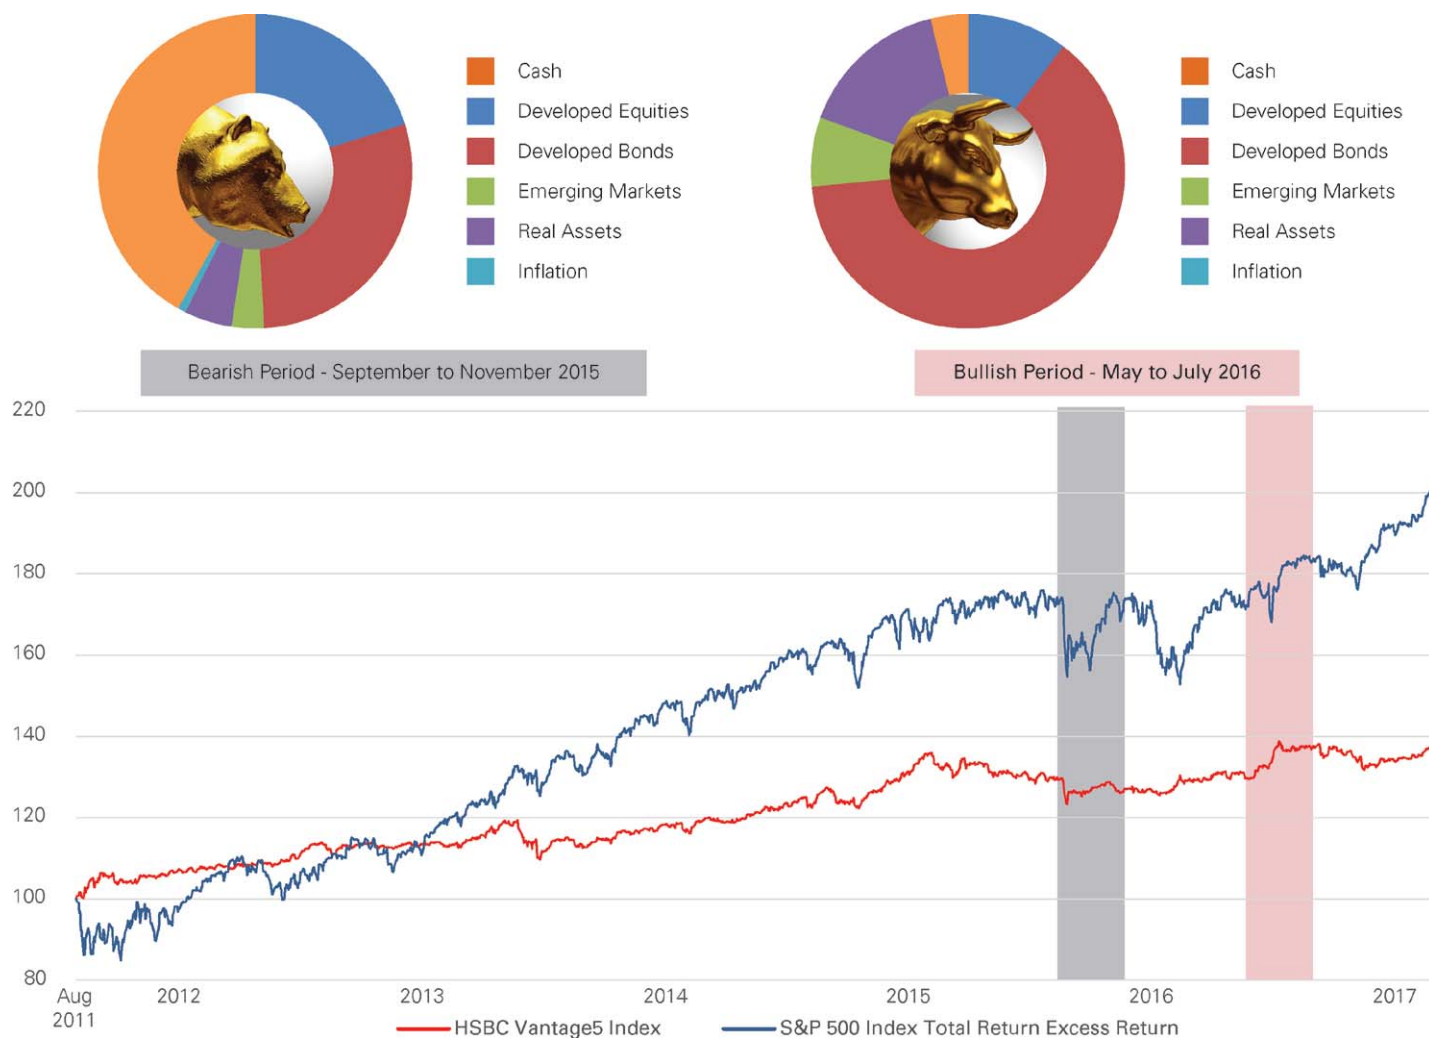 Cash
Developed Equities
Developed Bonds
Emerging Markets
Real Assets
Inflation
Cash
Developed Equities
Developed Bonds
Emerging Markets
Real Assets
Inflation
Bearish Period - September to November 2015
Bullish Period - May to July 2016
220
200
180
160
140
120
100
80
Aug 2012 2013 2014 2015 2016 2017
2011
HSBC Vantage5 Index S&P 500 Index Total Return Excess Return